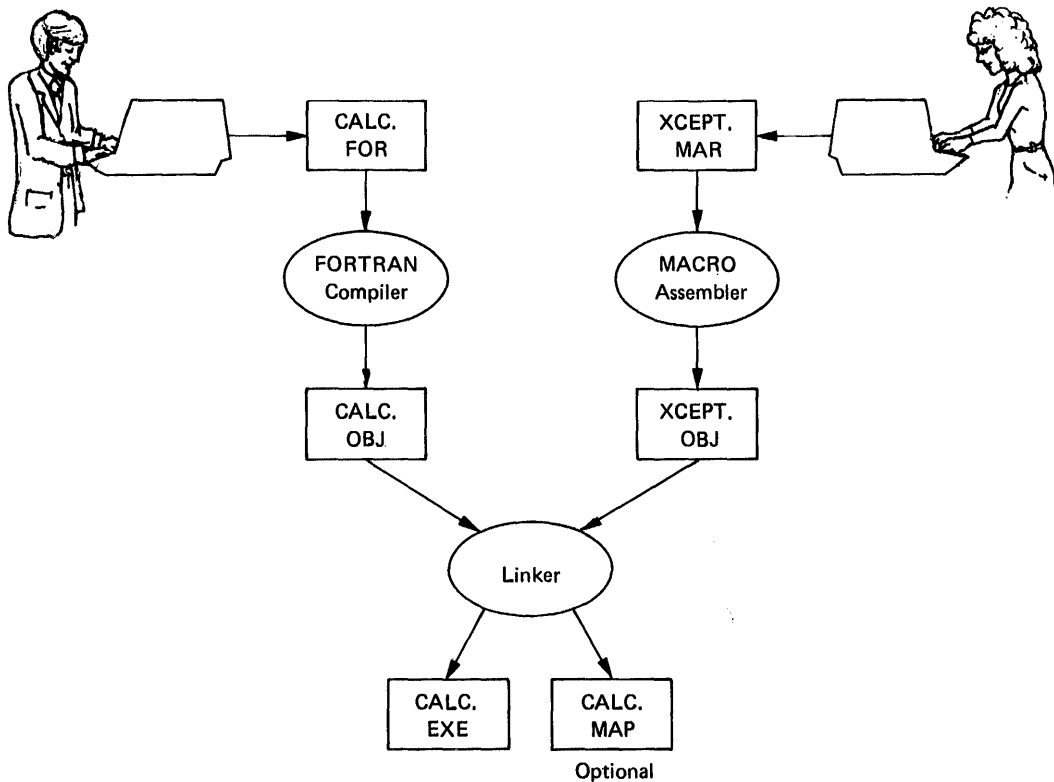 CALC.
FOR
XCEPT.
MAR
FORTRAN
Compiler
MACRO
Assembler
CALC.
OBJ
XCEPT.
OBJ
Linker
CALC.
EXE
CALC.
MAP
Optional